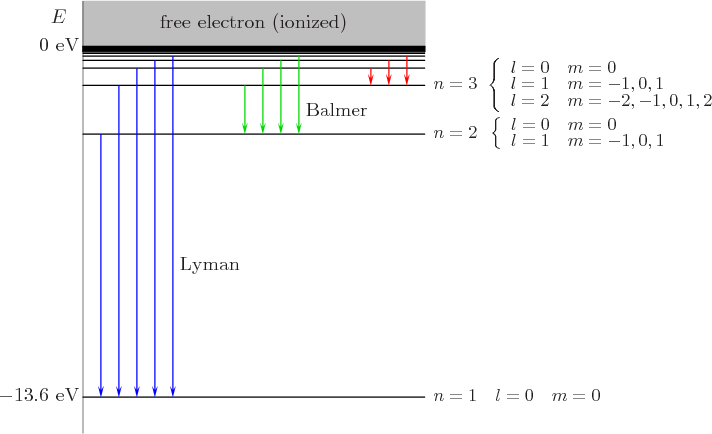 E
free electron (ionized)
0 eV
n = 3 l = 0 m = 0
l = 1 m = −1, 0, 1
l = 2 m = −2, −1, 0, 1, 2
Balmer
n = 2 l = 0 m = 0
l = 1 m = −1, 0, 1
Lyman
−13.6 eV
n = 1 l = 0 m = 0